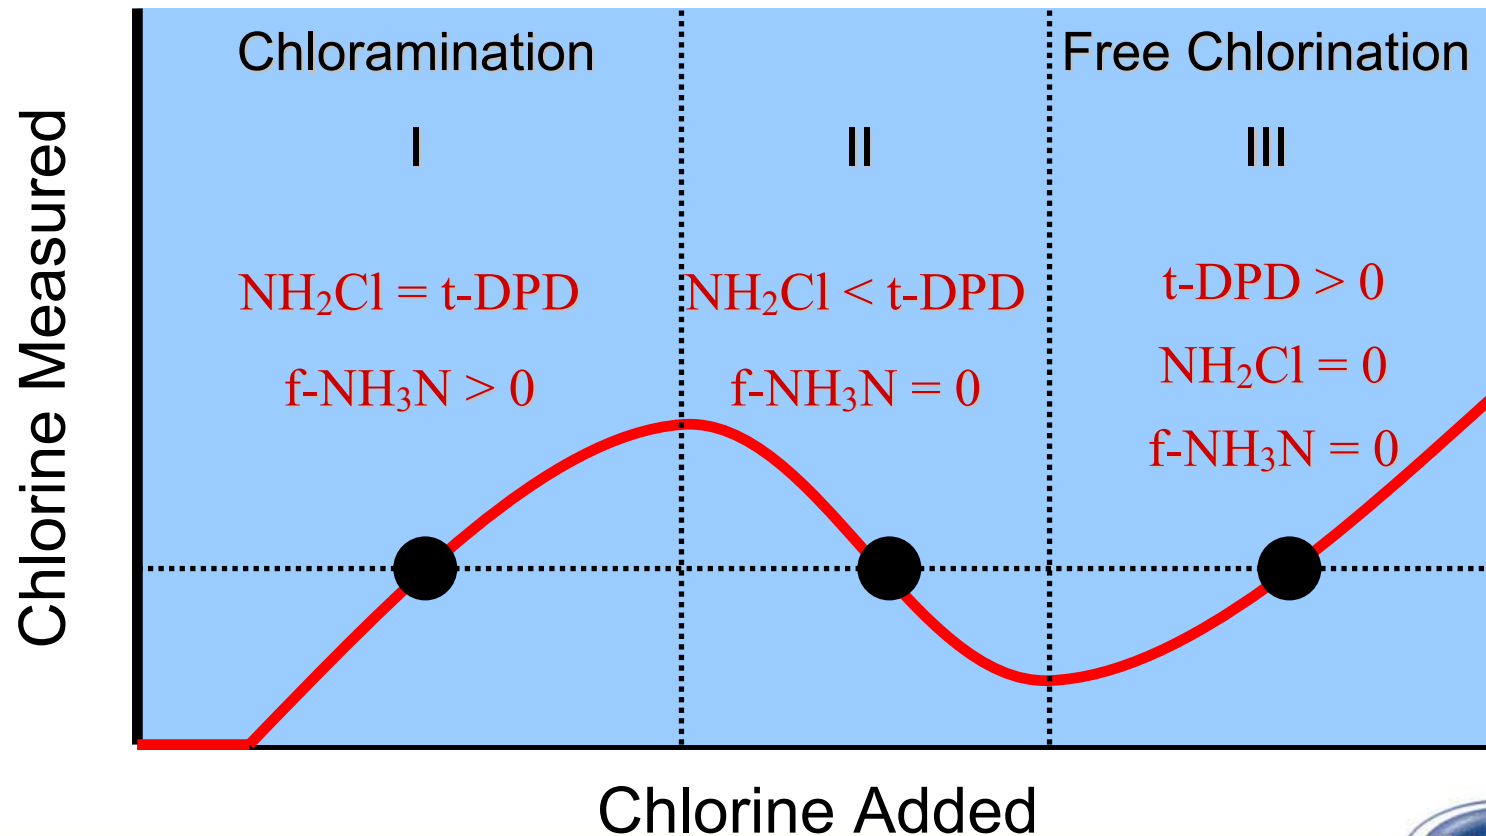 Chloramination
Free Chlorination
I
II
III
NH₂Cl = t-DPD
NH₂Cl < t-DPD
t-DPD > 0
f-NH₃N > 0
f-NH₃N = 0
NH₂Cl = 0
f-NH₃N = 0
Chlorine Measured
Chlorine Added